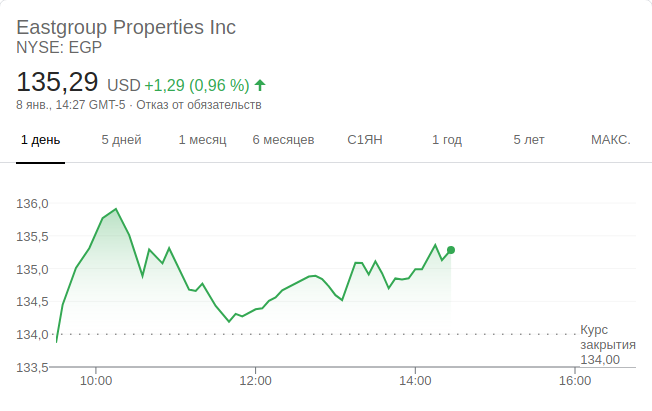 Eastgroup Properties Inc
NYSE: EGP
135,29 USD +1,29 (0,96 %)
8 янв., 14:27 GMT-5 · Отказ от обязательств
1 день 5 дней 1 месяц 6 месяцев С1ЯН 1 год 5 лет МАКС.
136,0
135,5
135,0
134,5
134,0
133,5
Курс
закрытия
134,00
10:00 12:00 14:00 16:00